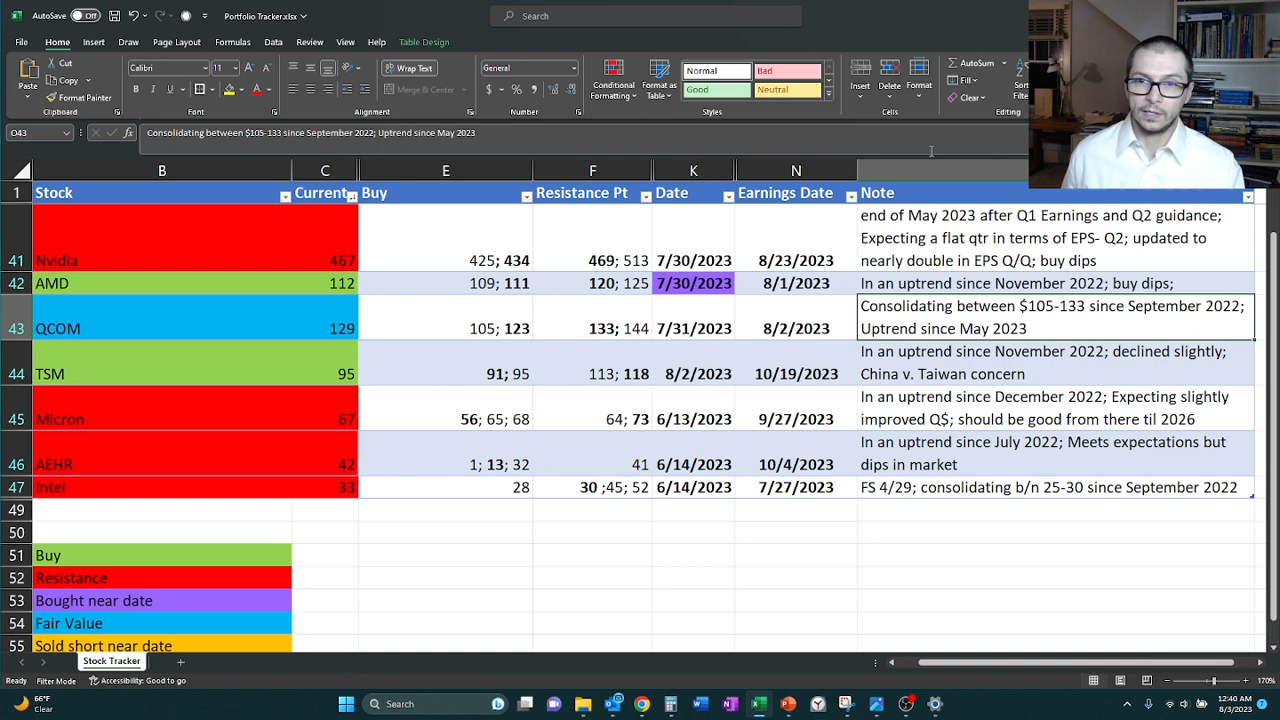 AutoSave Off Portfolio Tracker.xlsx Search
File Home Insert Draw Page Layout Formulas Data Review View Help Table Design
Paste Cut Copy Format Painter Clipboard
Calibri 11 A A B I U A Font
Wrap Text Merge & Center Alignment
General $ % Number
Conditional Formatting Format as Table Normal Bad Good Neutral Styles
Insert Delete Format Cells
AutoSum Fill Clear
O43 fx Consolidating between $105-133 since September 2022; Uptrend since May 2023
B C E F K N
1 Stock Current Buy Resistance Pt Date Earnings Date Note
end of May 2023 after Q1 Earnings and Q2 guidance;
Expecting a flat qtr in terms of EPS- Q2; updated to
41 Nvidia 467 425; 434 469; 513 7/30/2023 8/23/2023 nearly double in EPS Q/Q; buy dips
42 AMD 112 109; 111 120; 125 7/30/2023 8/1/2023 In an uptrend since November 2022; buy dips;
Consolidating between $105-133 since September 2022;
43 QCOM 129 105; 123 133; 144 7/31/2023 8/2/2023 Uptrend since May 2023
In an uptrend since November 2022; declined slightly;
44 TSM 95 91; 95 113; 118 8/2/2023 10/19/2023 China v. Taiwan concern
In an uptrend since December 2022; Expecting slightly
45 Micron 67 56; 65; 68 64; 73 6/13/2023 9/27/2023 improved Q$; should be good from there til 2026
In an uptrend since July 2022; Meets expectations but
46 AEHR 42 1; 13; 32 41 6/14/2023 10/4/2023 dips in market
47 Intel 33 28 30 ;45; 52 6/14/2023 7/27/2023 FS 4/29; consolidating b/n 25-30 since September 2022
49
50
51 Buy
52 Resistance
53 Bought near date
54 Fair Value
55 Sold short near date
Stock Tracker
Ready Filter Mode Accessibility: Good to go 170%
66°F
Clear
Search
12:40 AM
8/3/2023